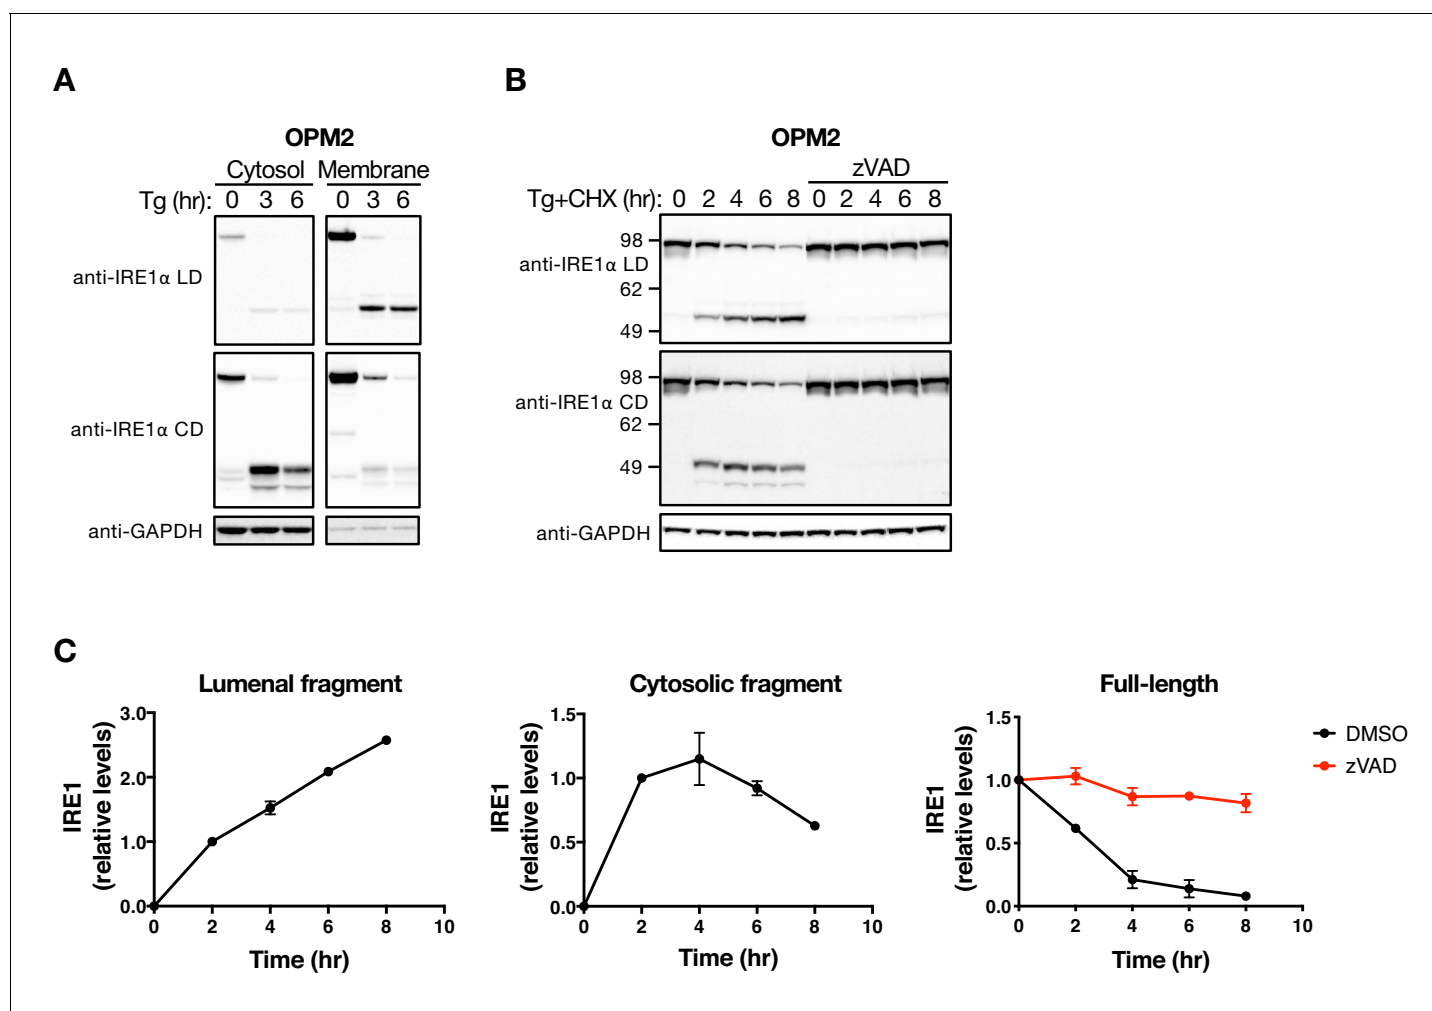 A
OPM2
Cytosol Membrane
Tg (hr): 0 3 6 0 3 6
anti-IRE1α LD
anti-IRE1α CD
anti-GAPDH
B
OPM2
zVAD
Tg+CHX (hr): 0 2 4 6 8 0 2 4 6 8
98
anti-IRE1α LD
62
49
98
anti-IRE1α CD
62
49
anti-GAPDH
C
Lumenal fragment
IRE1
(relative levels)
3.0
2.0
1.0
0.0
0 2 4 6 8 10
Time (hr)
Cytosolic fragment
IRE1
(relative levels)
1.5
1.0
0.5
0.0
0 2 4 6 8 10
Time (hr)
Full-length
IRE1
(relative levels)
1.5
1.0
0.5
0.0
0 2 4 6 8 10
Time (hr)
DMSO
zVAD